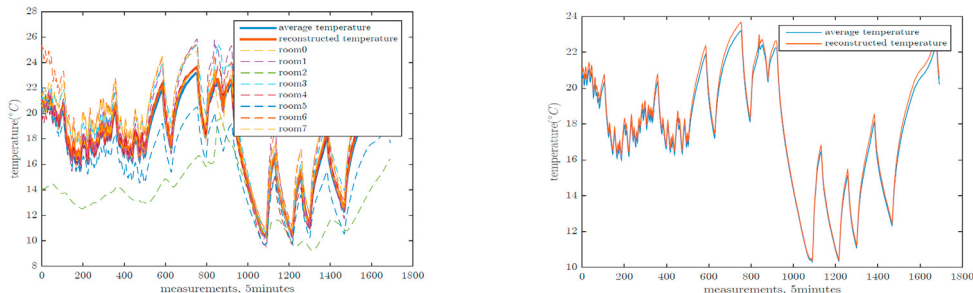 28
26
24
22
20
18
16
14
12
10
8
temperature(°C)
0 200 400 600 800 1000 1200 1400 1600 1800
measurements, 5minutes
average temperature
reconstructed temperature
room0
room1
room2
room3
room4
room5
room6
room7
24
22
20
18
16
14
12
10
temperature(°C)
0 200 400 600 800 1000 1200 1400 1600 1800
measurements, 5minutes
average temperature
reconstructed temperature